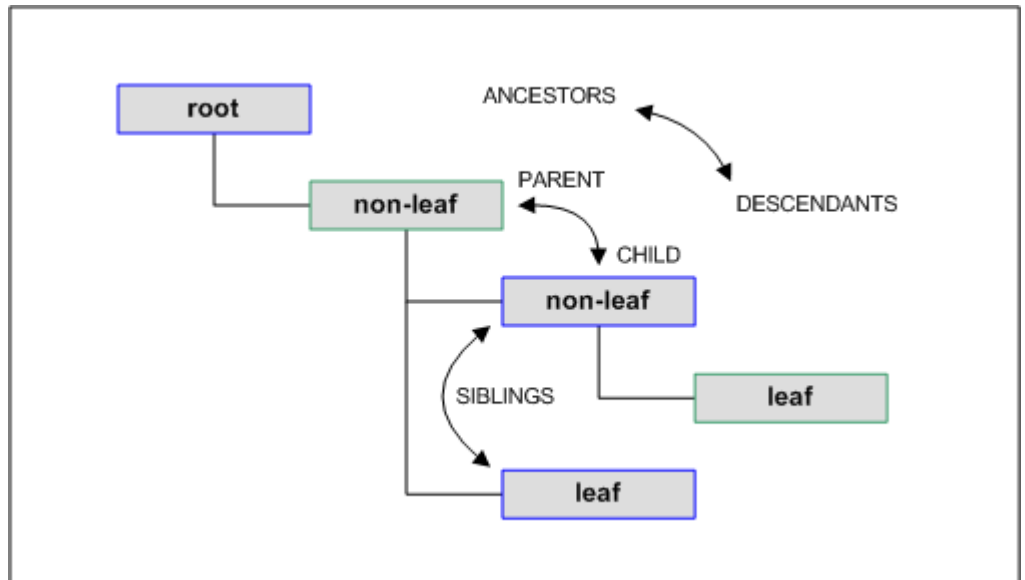 root
ANCESTORS
non-leaf
PARENT
DESCENDANTS
CHILD
non-leaf
SIBLINGS
leaf
leaf